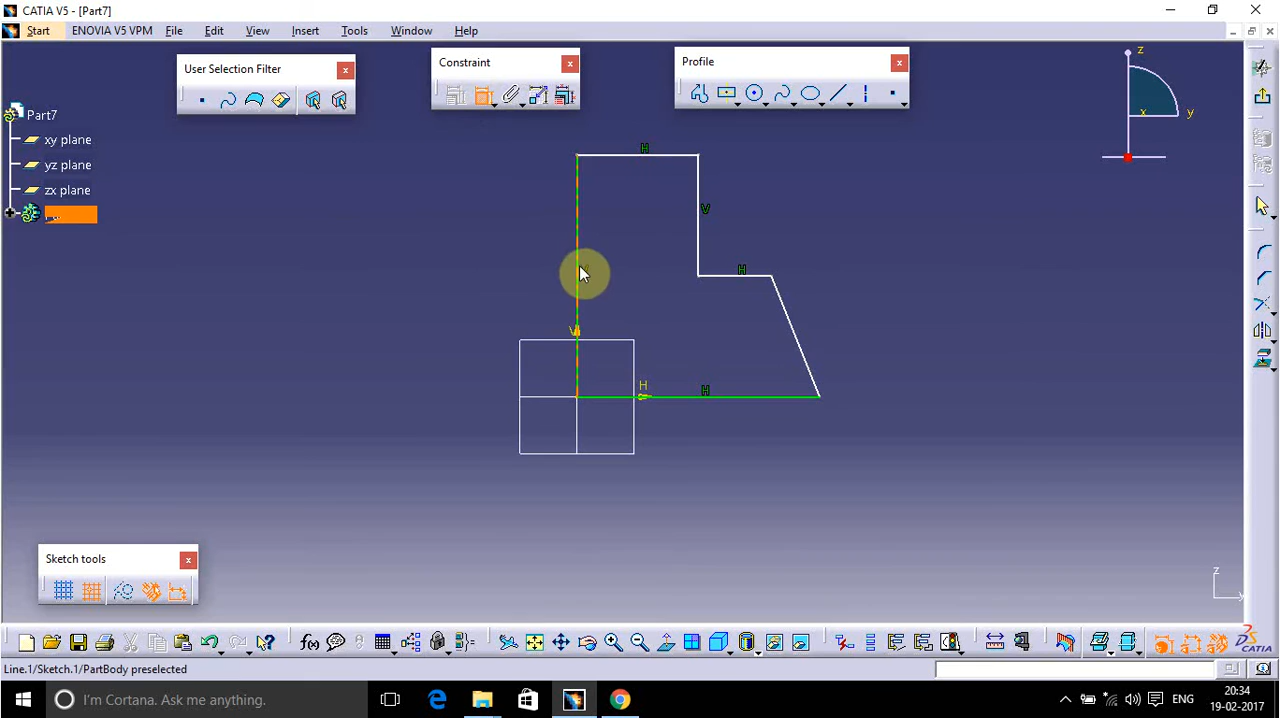 CATIA V5 - [Part7]
Start
ENOVIA V5 VPM
File
Edit
View
Insert
Tools
Window
Help
User Selection Filter
Constraint
Profile
z
x
y
Part7
xy plane
yz plane
zx plane
H
V
H
V
H
H
Sketch tools
z
y
f(x)
CATIA
Line.1/Sketch.1/PartBody preselected
I'm Cortana. Ask me anything.
ENG
20:34
19-02-2017